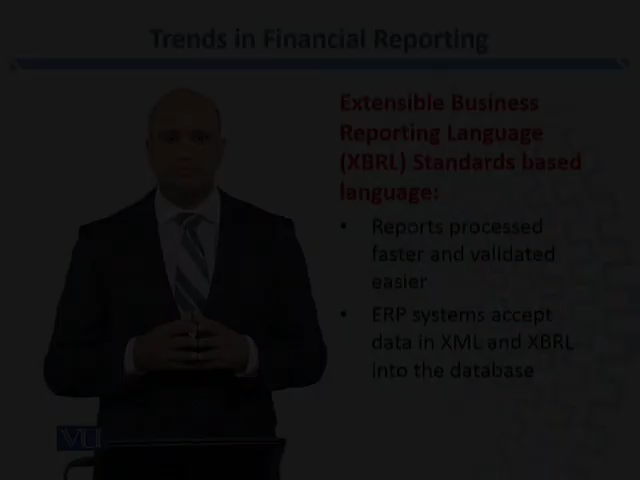 Trends in Financial Reporting
Extensible Business
Reporting Language
(XBRL) Standards based
language:
• Reports processed
faster and validated
easier
• ERP systems accept
data in XML and XBRL
into the database
VU